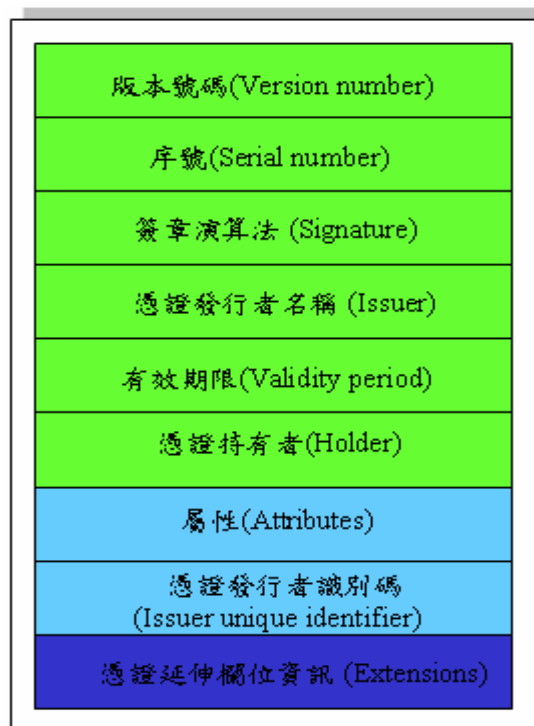 版本號碼(Version number)
序號(Serial number)
簽章演算法 (Signature)
憑證發行者名稱 (Issuer)
有效期限(Validity period)
憑證持有者(Holder)
屬性(Attributes)
憑證發行者識別碼
(Issuer unique identifier)
憑證延伸欄位資訊 (Extensions)